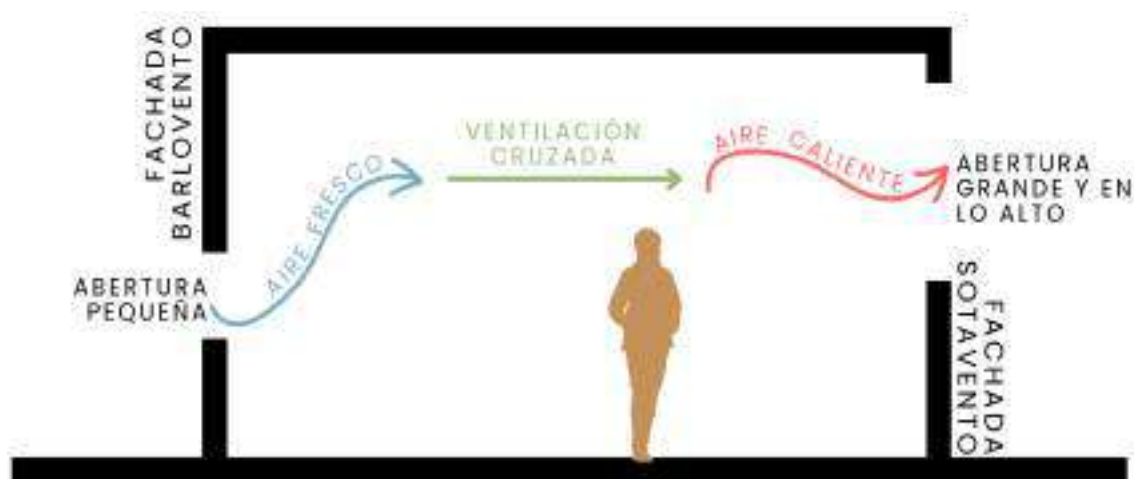 FACHADA
BARLOVENTO
ABERTURA
PEQUEÑA
AIRE FRESCO
VENTILACIÓN
CRUZADA
AIRE CALIENTE
ABERTURA
GRANDE Y EN
LO ALTO
FACHADA
SOTAVENTO